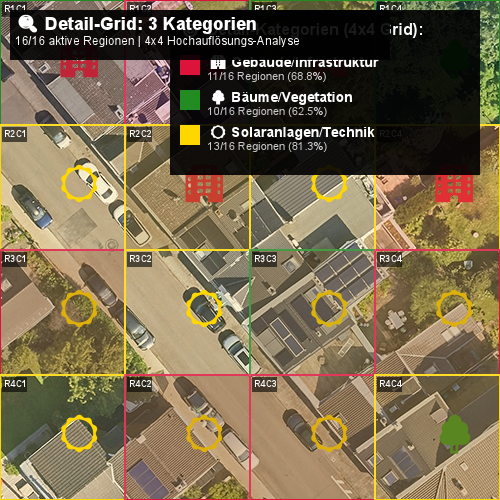 R1C1
R1C2
R1C3
R1C4
🔍 Detail-Grid: 3 Kategorien
Kategorien (4x4 Grid):
16/16 aktive Regionen | 4x4 Hochauflösungs-Analyse
Gebäude/Infrastruktur
11/16 Regionen (68.8%)
Bäume/Vegetation
10/16 Regionen (62.5%)
R2C1
R2C2
R2C4
Solaranlagen/Technik
13/16 Regionen (81.3%)
R3C1
R3C2
R3C3
R3C4
R4C1
R4C2
R4C3
R4C4